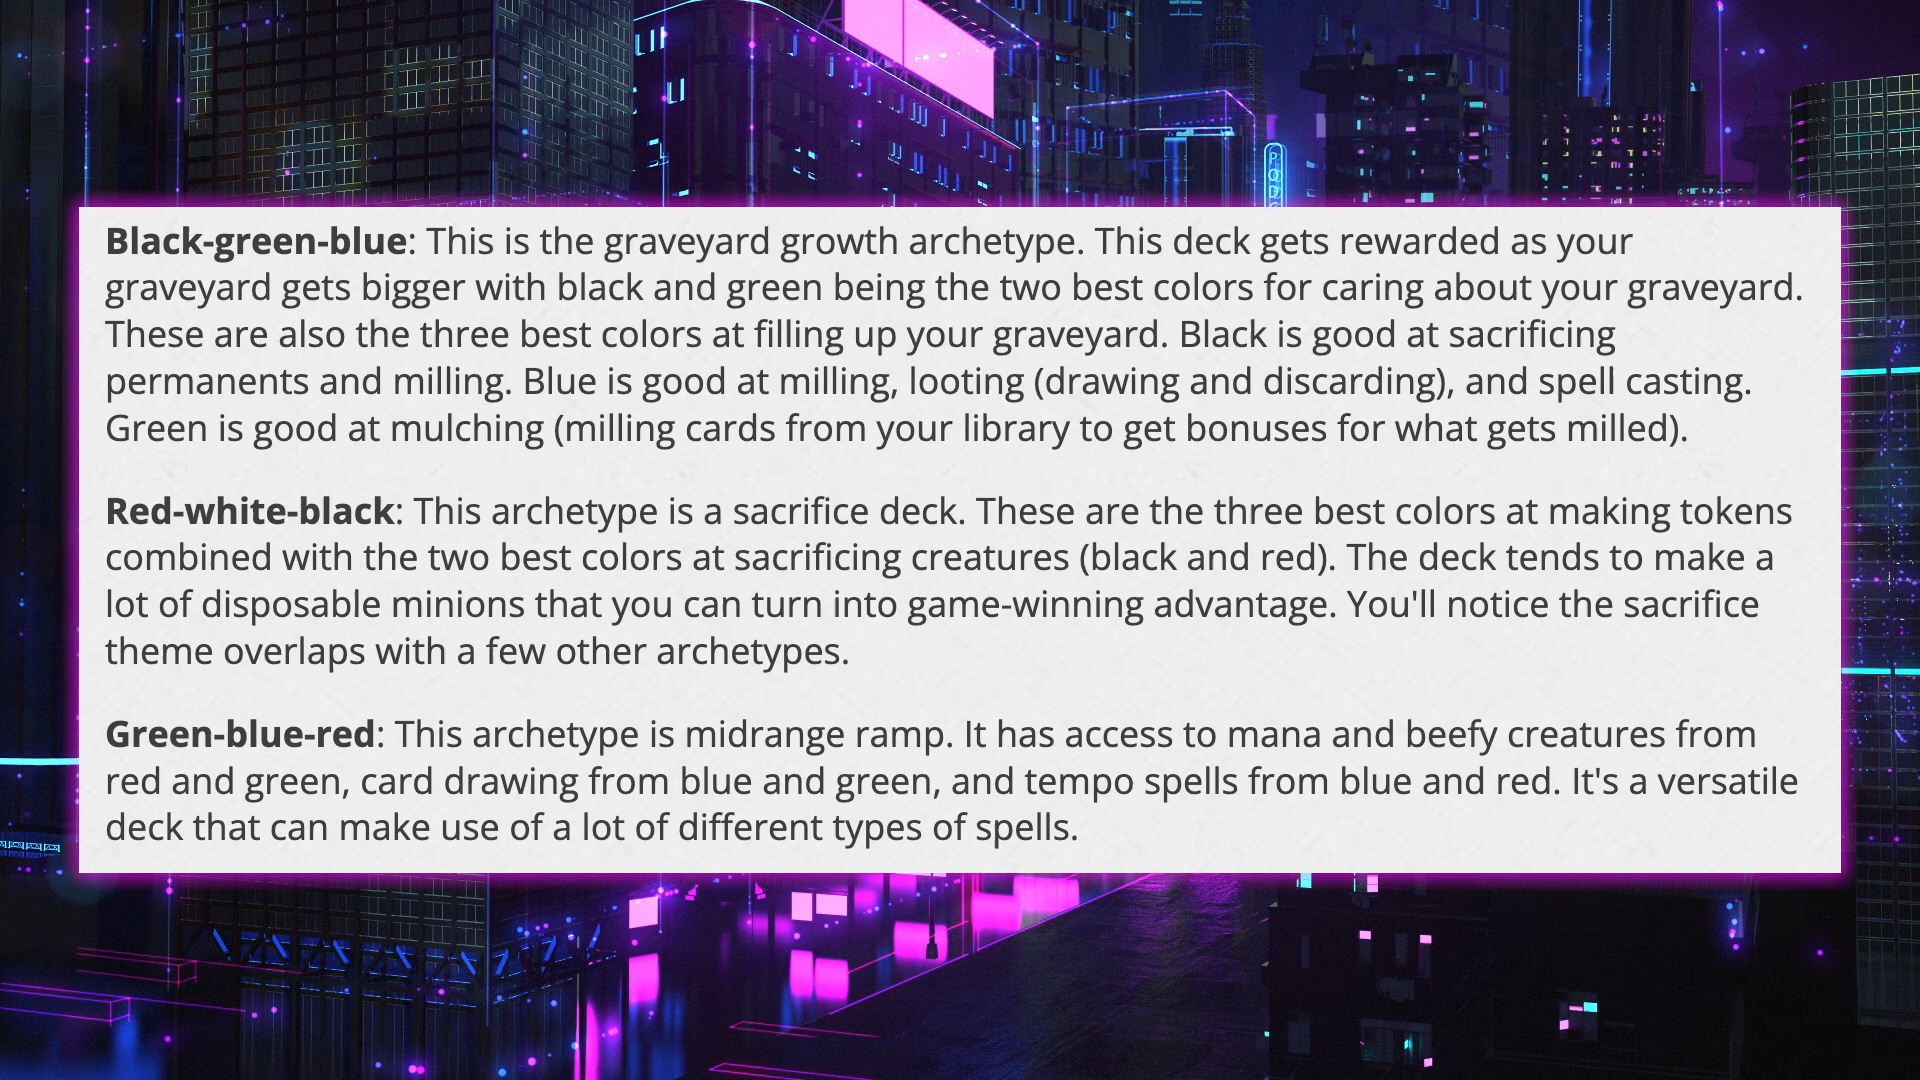 POD
Black-green-blue: This is the graveyard growth archetype. This deck gets rewarded as your
graveyard gets bigger with black and green being the two best colors for caring about your graveyard.
These are also the three best colors at filling up your graveyard. Black is good at sacrificing
permanents and milling. Blue is good at milling, looting (drawing and discarding), and spell casting.
Green is good at mulching (milling cards from your library to get bonuses for what gets milled).
Red-white-black: This archetype is a sacrifice deck. These are the three best colors at making tokens
combined with the two best colors at sacrificing creatures (black and red). The deck tends to make a
lot of disposable minions that you can turn into game-winning advantage. You'll notice the sacrifice
theme overlaps with a few other archetypes.
Green-blue-red: This archetype is midrange ramp. It has access to mana and beefy creatures from
red and green, card drawing from blue and green, and tempo spells from blue and red. It's a versatile
deck that can make use of a lot of different types of spells.